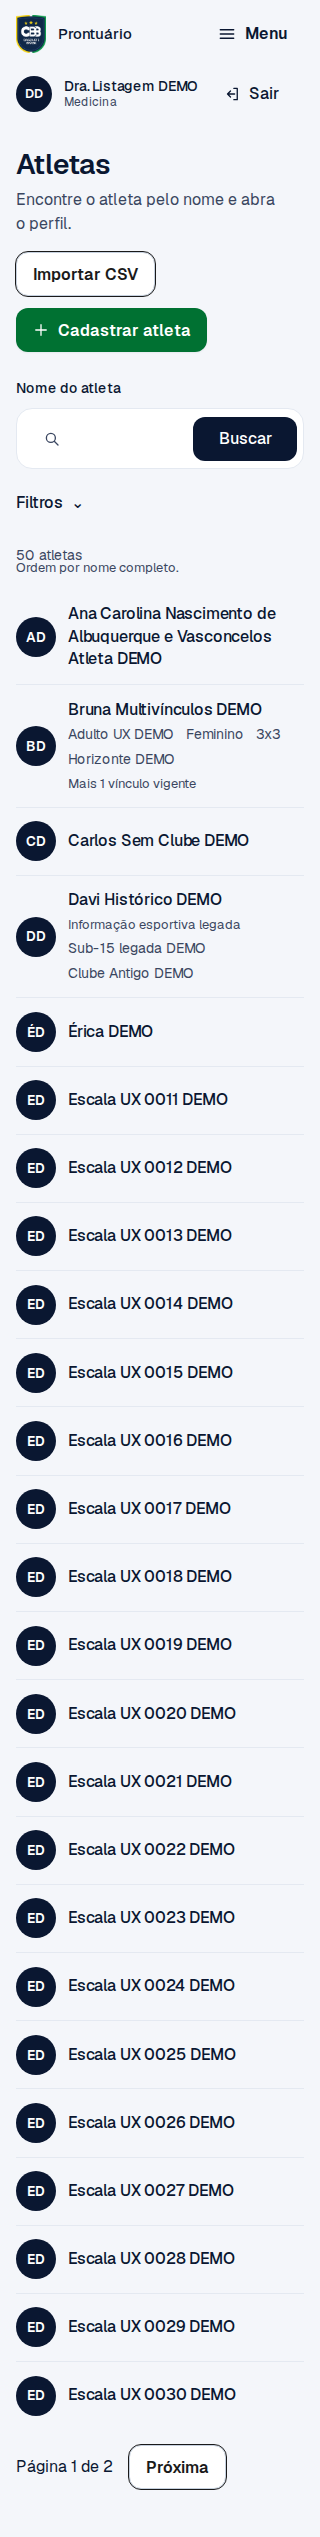 CBB
Prontuário
Menu
DD
Dra. Listagem DEMO
Medicina
Sair
Atletas
Encontre o atleta pelo nome e abra
o perfil.
Importar CSV
Cadastrar atleta
Nome do atleta
Buscar
Filtros
50 atletas
Ordem por nome completo.
AD
Ana Carolina Nascimento de
Albuquerque e Vasconcelos
Atleta DEMO
BD
Bruna Multivínculos DEMO
Adulto UX DEMO Feminino 3x3
Horizonte DEMO
Mais 1 vínculo vigente
CD
Carlos Sem Clube DEMO
DD
Davi Histórico DEMO
Informação esportiva legada
Sub-15 legada DEMO
Clube Antigo DEMO
ÉD
Érica DEMO
ED
Escala UX 0011 DEMO
ED
Escala UX 0012 DEMO
ED
Escala UX 0013 DEMO
ED
Escala UX 0014 DEMO
ED
Escala UX 0015 DEMO
ED
Escala UX 0016 DEMO
ED
Escala UX 0017 DEMO
ED
Escala UX 0018 DEMO
ED
Escala UX 0019 DEMO
ED
Escala UX 0020 DEMO
ED
Escala UX 0021 DEMO
ED
Escala UX 0022 DEMO
ED
Escala UX 0023 DEMO
ED
Escala UX 0024 DEMO
ED
Escala UX 0025 DEMO
ED
Escala UX 0026 DEMO
ED
Escala UX 0027 DEMO
ED
Escala UX 0028 DEMO
ED
Escala UX 0029 DEMO
ED
Escala UX 0030 DEMO
Página 1 de 2
Próxima